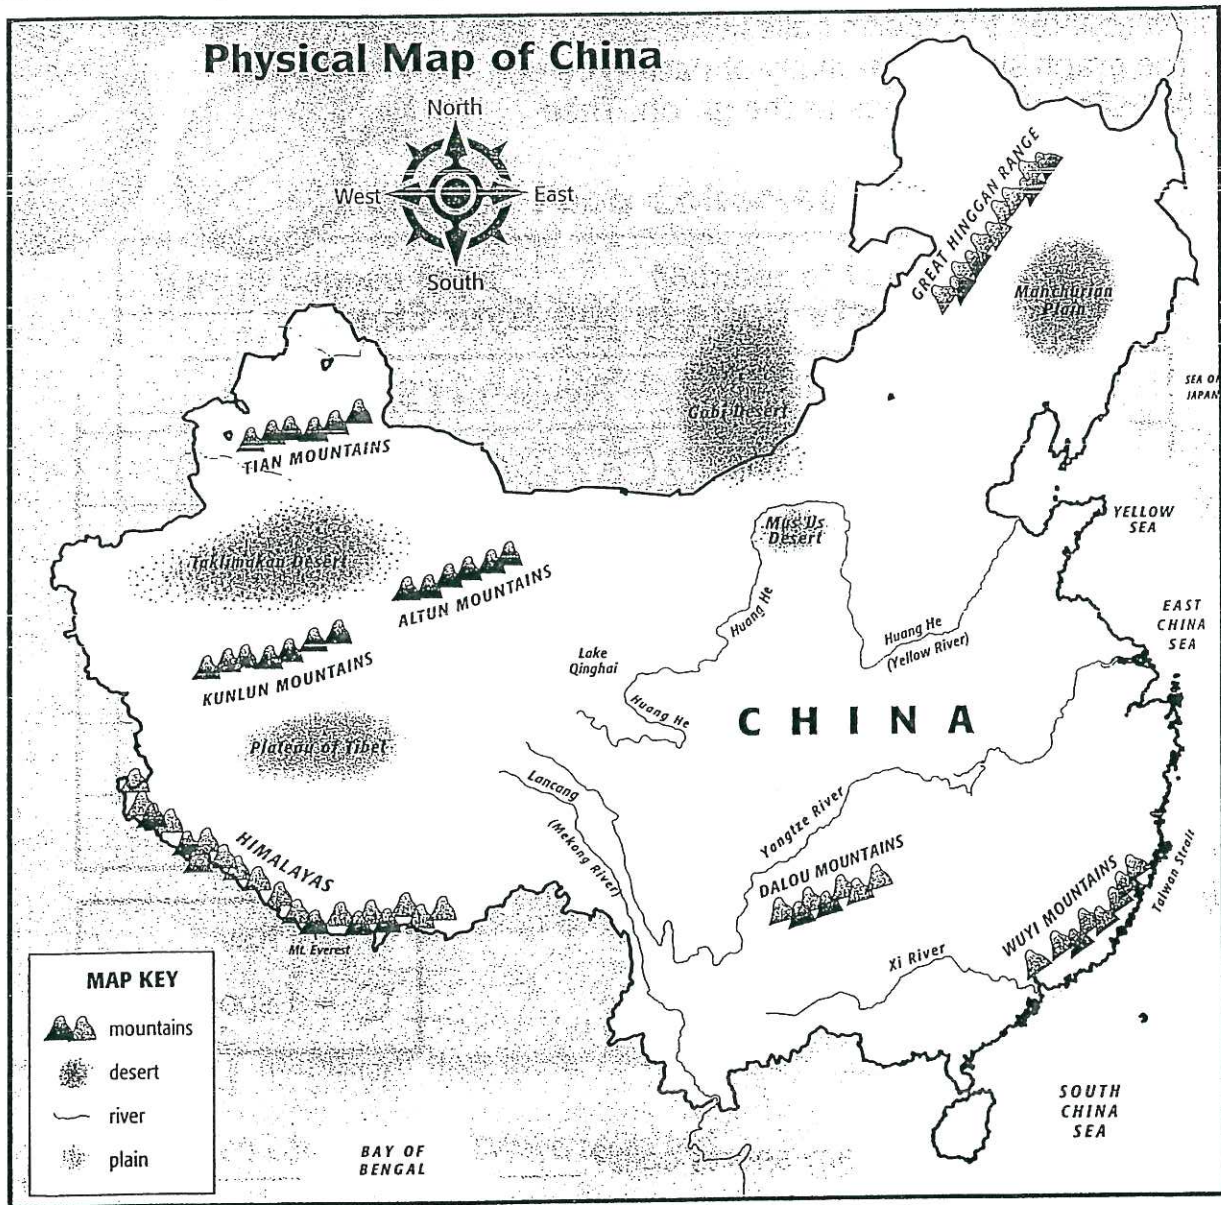 Physical Map of China
North
West
East
South
GREAT HINGGAN RANGE
Manchurian
Plain
Gobi Desert
SEA OF
JAPAN
TIAN MOUNTAINS
YELLOW
SEA
Mus Us
Desert
Taklimakan Desert
ALTUN MOUNTAINS
Huang He
EAST
CHINA
SEA
Huang He
(Yellow River)
Lake
Qinghai
KUNLUN MOUNTAINS
Huang He
CHINA
Plateau of Tibet
Lancang
(Mekong River)
Yangtze River
HIMALAYAS
DALOU MOUNTAINS
WUYI MOUNTAINS
Taiwan Strait
Mt. Everest
Xi River
MAP KEY
mountains
desert
river
plain
SOUTH
CHINA
SEA
BAY OF
BENGAL